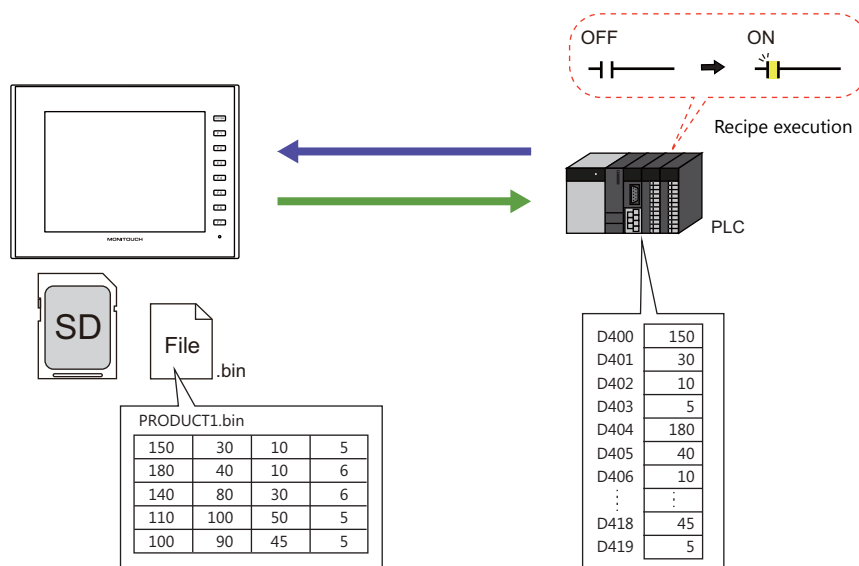 OFF ON
Recipe execution
MONITOUCH
PLC
SD
File
.bin
PRODUCT1.bin
150 30 10 5
180 40 10 6
140 80 30 6
110 100 50 5
100 90 45 5
D400 150
D401 30
D402 10
D403 5
D404 180
D405 40
D406 10
D418 45
D419 5